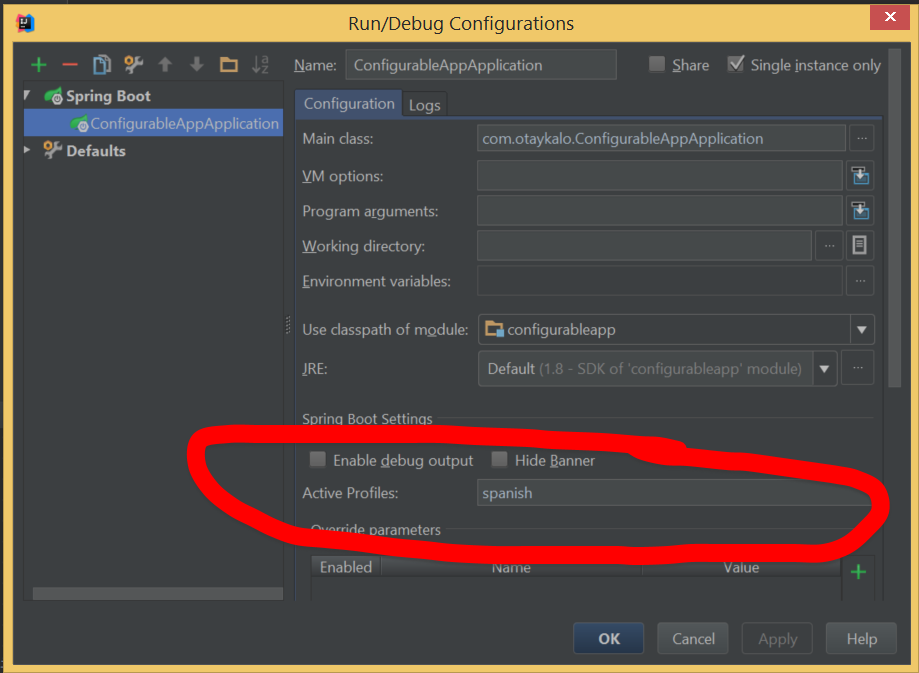 Run/Debug Configurations
Name: ConfigurableAppApplication Share Single instance only
Spring Boot
ConfigurableAppApplication
Defaults
Configuration Logs
Main class: com.otaykalo.ConfigurableAppApplication ...
VM options:
Program arguments:
Working directory: ...
Environment variables: ...
Use classpath of module: configurableapp
JRE: Default (1.8 - SDK of 'configurableapp' module) ...
Spring Boot Settings
Enable debug output Hide Banner
Active Profiles: spanish
Override parameters
Enabled Name Value
OK Cancel Apply Help